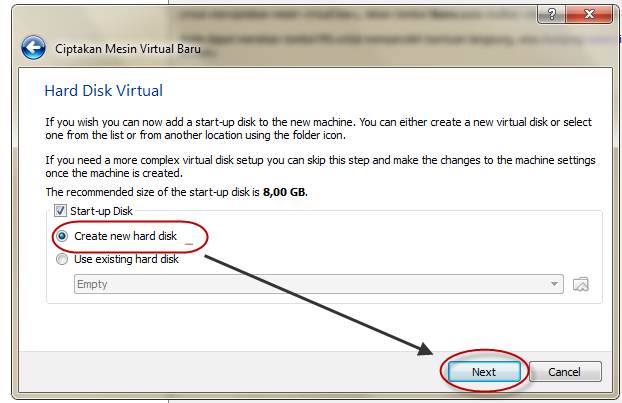 Ciptakan Mesin Virtual Baru
Hard Disk Virtual
If you wish you can now add a start-up disk to the new machine. You can either create a new virtual disk or select
one from the list or from another location using the folder icon.
If you need a more complex virtual disk setup you can skip this step and make the changes to the machine settings
once the machine is created.
The recommended size of the start-up disk is 8,00 GB.
Start-up Disk
Create new hard disk
Use existing hard disk
Empty
Next
Cancel